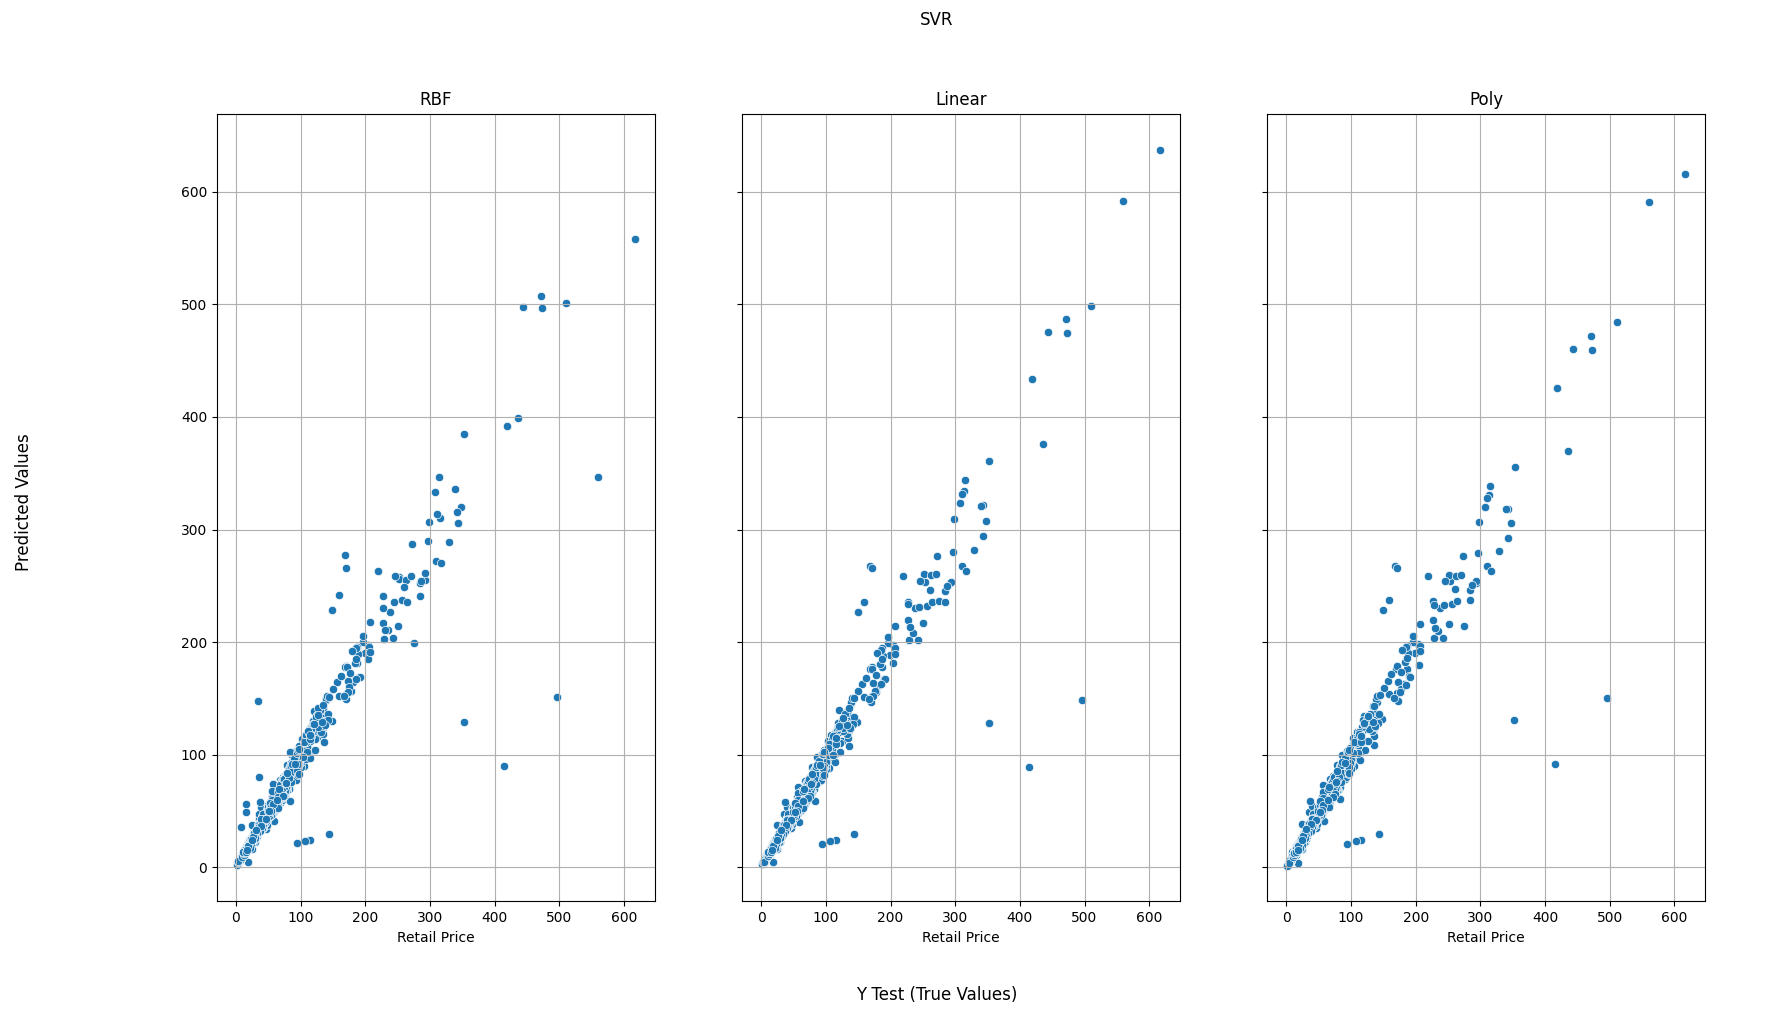 SVR
RBF
Linear
Poly
600
500
400
300
200
100
0
Predicted Values
0 100 200 300 400 500 600
Retail Price
0 100 200 300 400 500 600
Retail Price
0 100 200 300 400 500 600
Retail Price
Y Test (True Values)